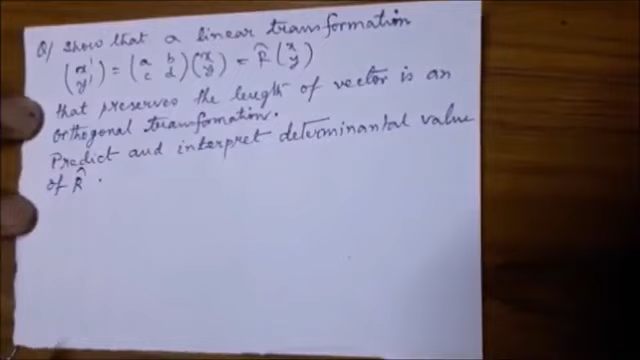 Q/ Show that a linear transformation
(x' y') = (a b c d)(x y) = R̂ (x y)
that preserves the length of vector is an
orthogonal transformation.
Predict and interpret determinantal value
of R̂ .